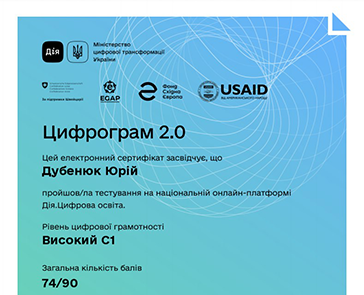 Дія
Міністерство
цифрової трансформації
України
EGAP
Фонд
Східна
Європа
USAID
Цифрограм 2.0
Цей електронний сертифікат засвідчує, що
Дубенюк Юрій
пройшов/ла тестування на національній онлайн-платформі
Дія.Цифрова освіта.
Рівень цифрової грамотності
Високий C1
Загальна кількість балів
74/90